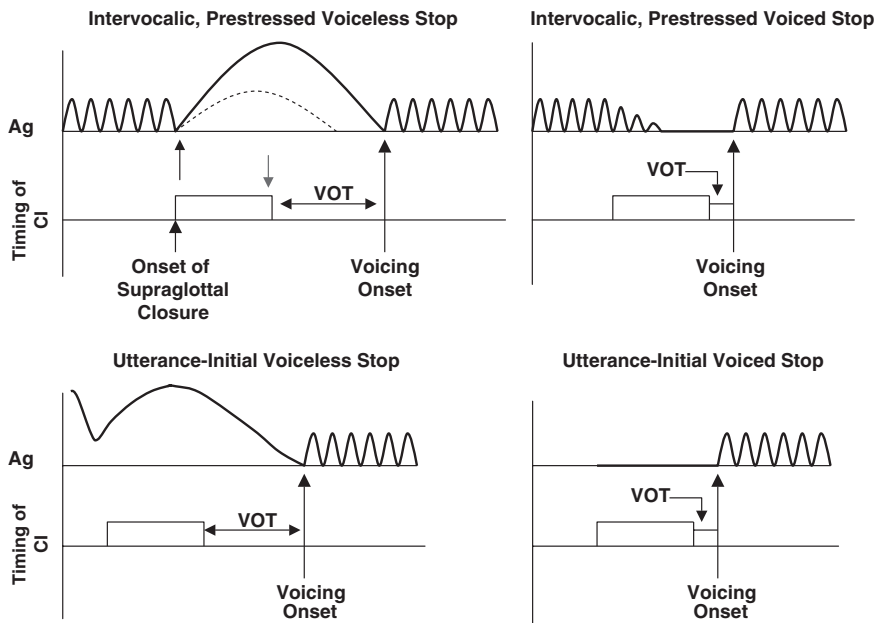 Intervocalic, Prestressed Voiceless Stop
Ag
Timing of
Cl
VOT
Onset of
Supraglottal
Closure
Voicing
Onset
Intervocalic, Prestressed Voiced Stop
VOT
Voicing
Onset
Utterance-Initial Voiceless Stop
Ag
Timing of
Cl
VOT
Voicing
Onset
Utterance-Initial Voiced Stop
VOT
Voicing
Onset